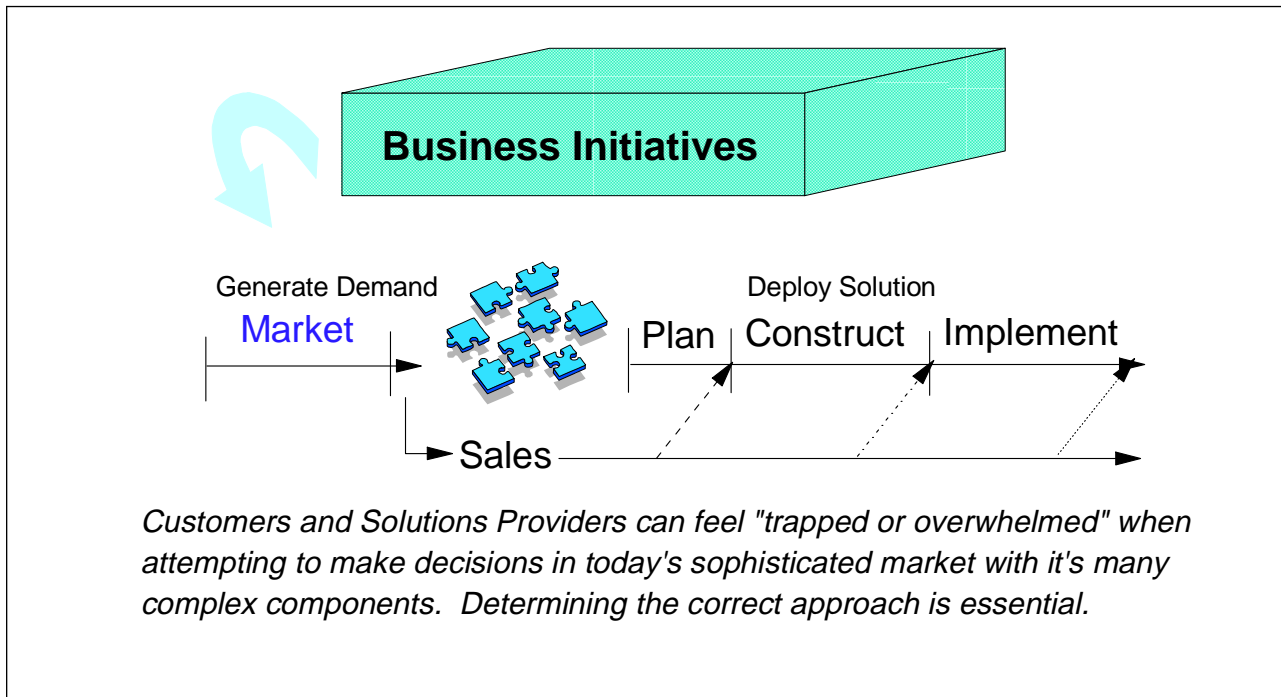 Business Initiatives
Generate Demand
Market
Deploy Solution
Plan
Construct
Implement
Sales
Customers and Solutions Providers can feel "trapped or overwhelmed" when
attempting to make decisions in today's sophisticated market with it's many
complex components.  Determining the correct approach is essential.